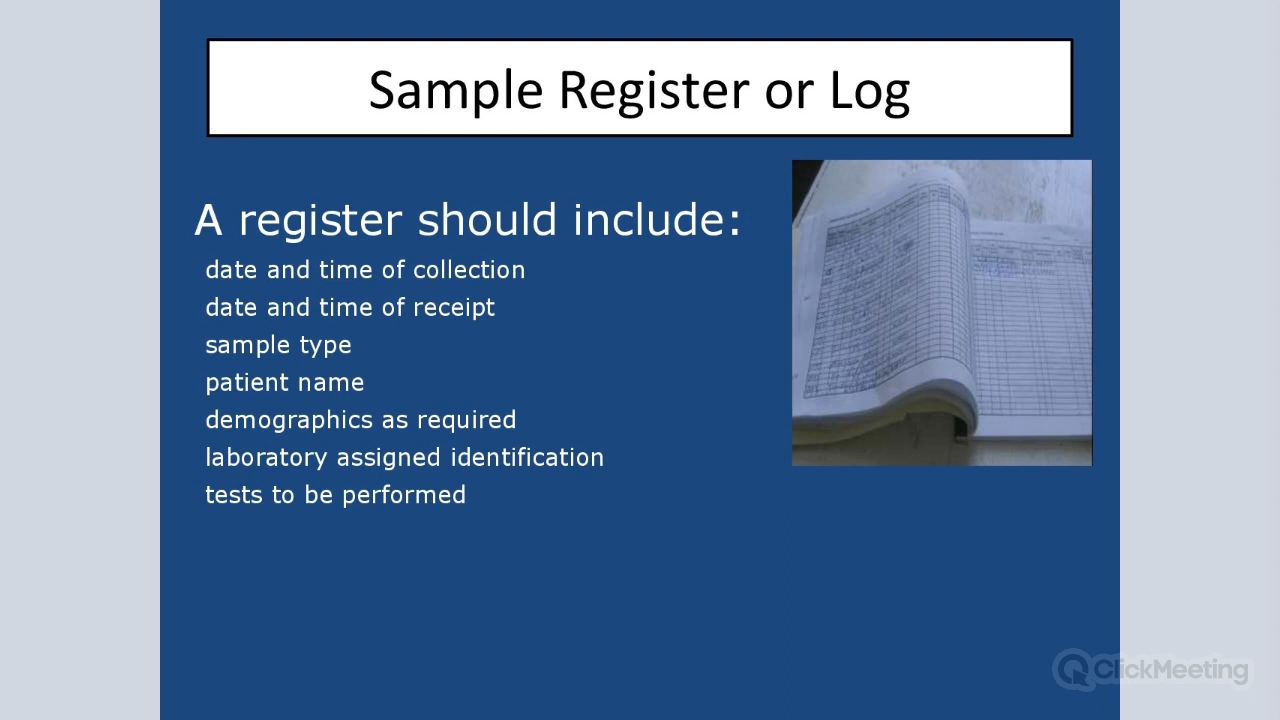 Sample Register or Log
A register should include:
date and time of collection
date and time of receipt
sample type
patient name
demographics as required
laboratory assigned identification
tests to be performed
ClickMeeting